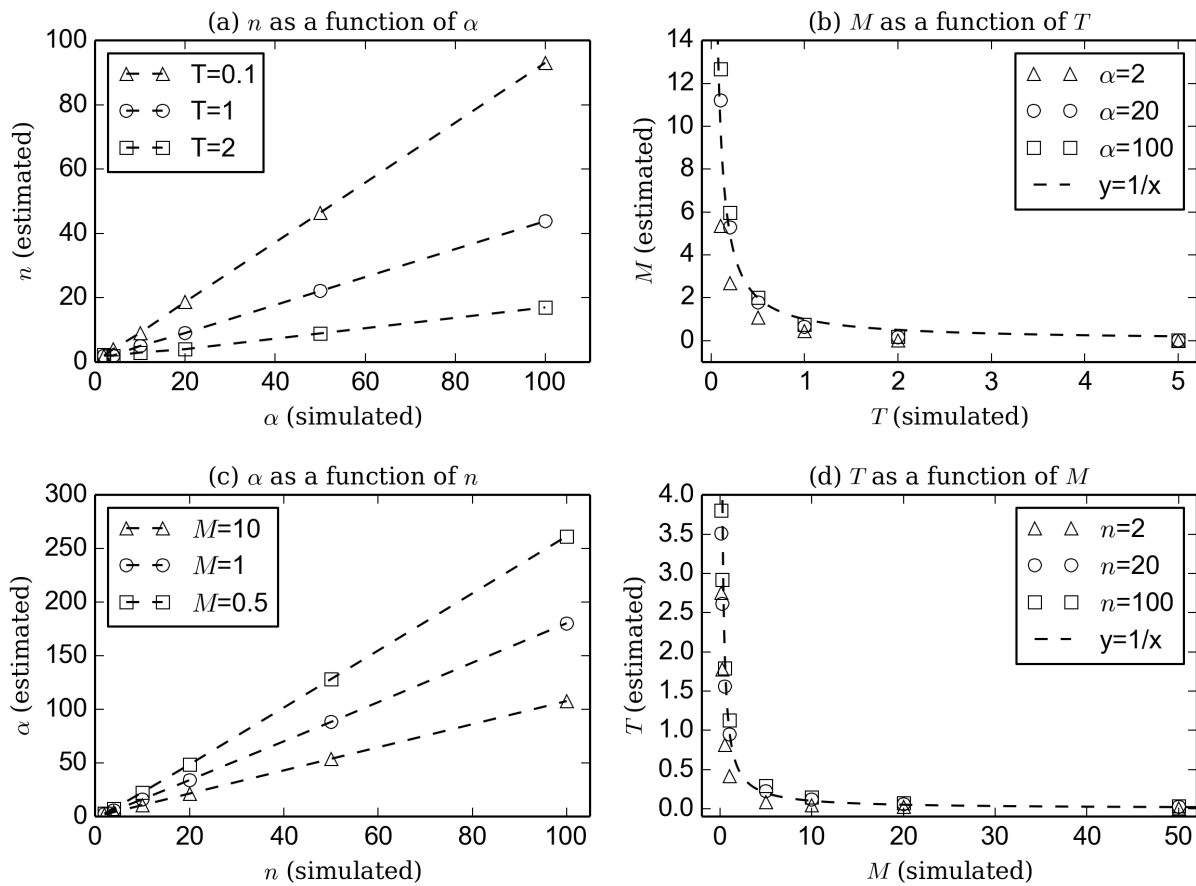 (a) n as a function of α
100
80
60
40
20
0
0 20 40 60 80 100
n (estimated)
α (simulated)
T=0.1
T=1
T=2
(b) M as a function of T
14
12
10
8
6
4
2
0
0 1 2 3 4 5
M (estimated)
T (simulated)
α=2
α=20
α=100
y=1/x
(c) α as a function of n
300
250
200
150
100
50
0
0 20 40 60 80 100
α (estimated)
n (simulated)
M=10
M=1
M=0.5
(d) T as a function of M
4.0
3.5
3.0
2.5
2.0
1.5
1.0
0.5
0.0
0 10 20 30 40 50
T (estimated)
M (simulated)
n=2
n=20
n=100
y=1/x